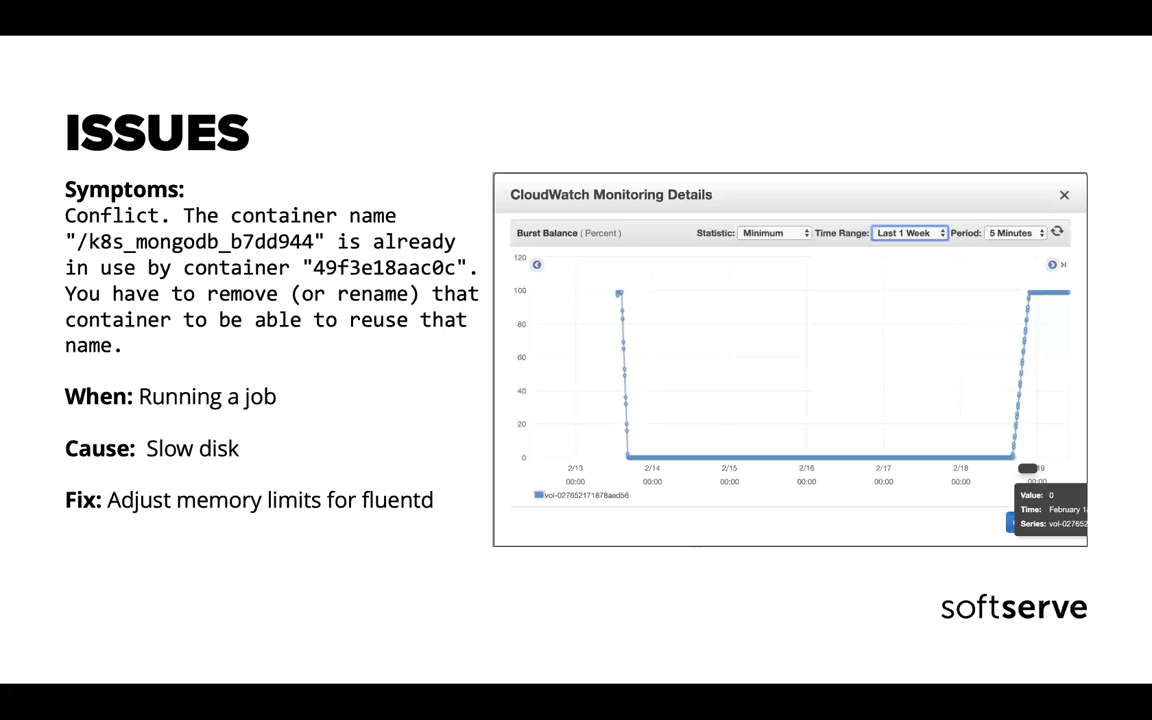 ISSUES
Symptoms:
Conflict. The container name
"/k8s_mongodb_b7dd944" is already
in use by container "49f3e18aac0c".
You have to remove (or rename) that
container to be able to reuse that
name.
When: Running a job
Cause: Slow disk
Fix: Adjust memory limits for fluentd
CloudWatch Monitoring Details
Burst Balance ( Percent ) Statistic: Minimum Time Range: Last 1 Week Period: 5 Minutes
120
100
80
60
40
20
0
2/13 2/14 2/15 2/16 2/17 2/18 19
00:00 00:00 00:00 00:00 00:00 00:00 00:00
vol-027652171878aed56
Value: 0
Time: February 1
Series: vol-02765
softserve